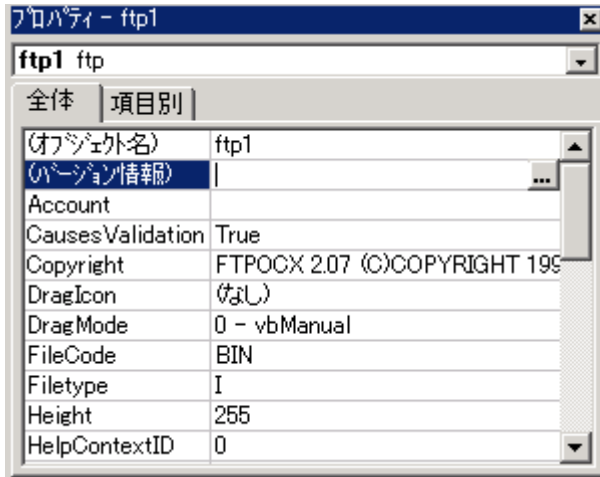 ﾌﾟﾛﾊﾟﾃｨ - ftp1
ftp1 ftp
全体 項目別
(ｵﾌﾞｼﾞｪｸﾄ名) ftp1
(ﾊﾞｰｼﾞｮﾝ情報) ...
Account
CausesValidation True
Copyright FTPOCX 2.07 (C)COPYRIGHT 199
DragIcon (なし)
DragMode 0 - vbManual
FileCode BIN
Filetype I
Height 255
HelpContextID 0